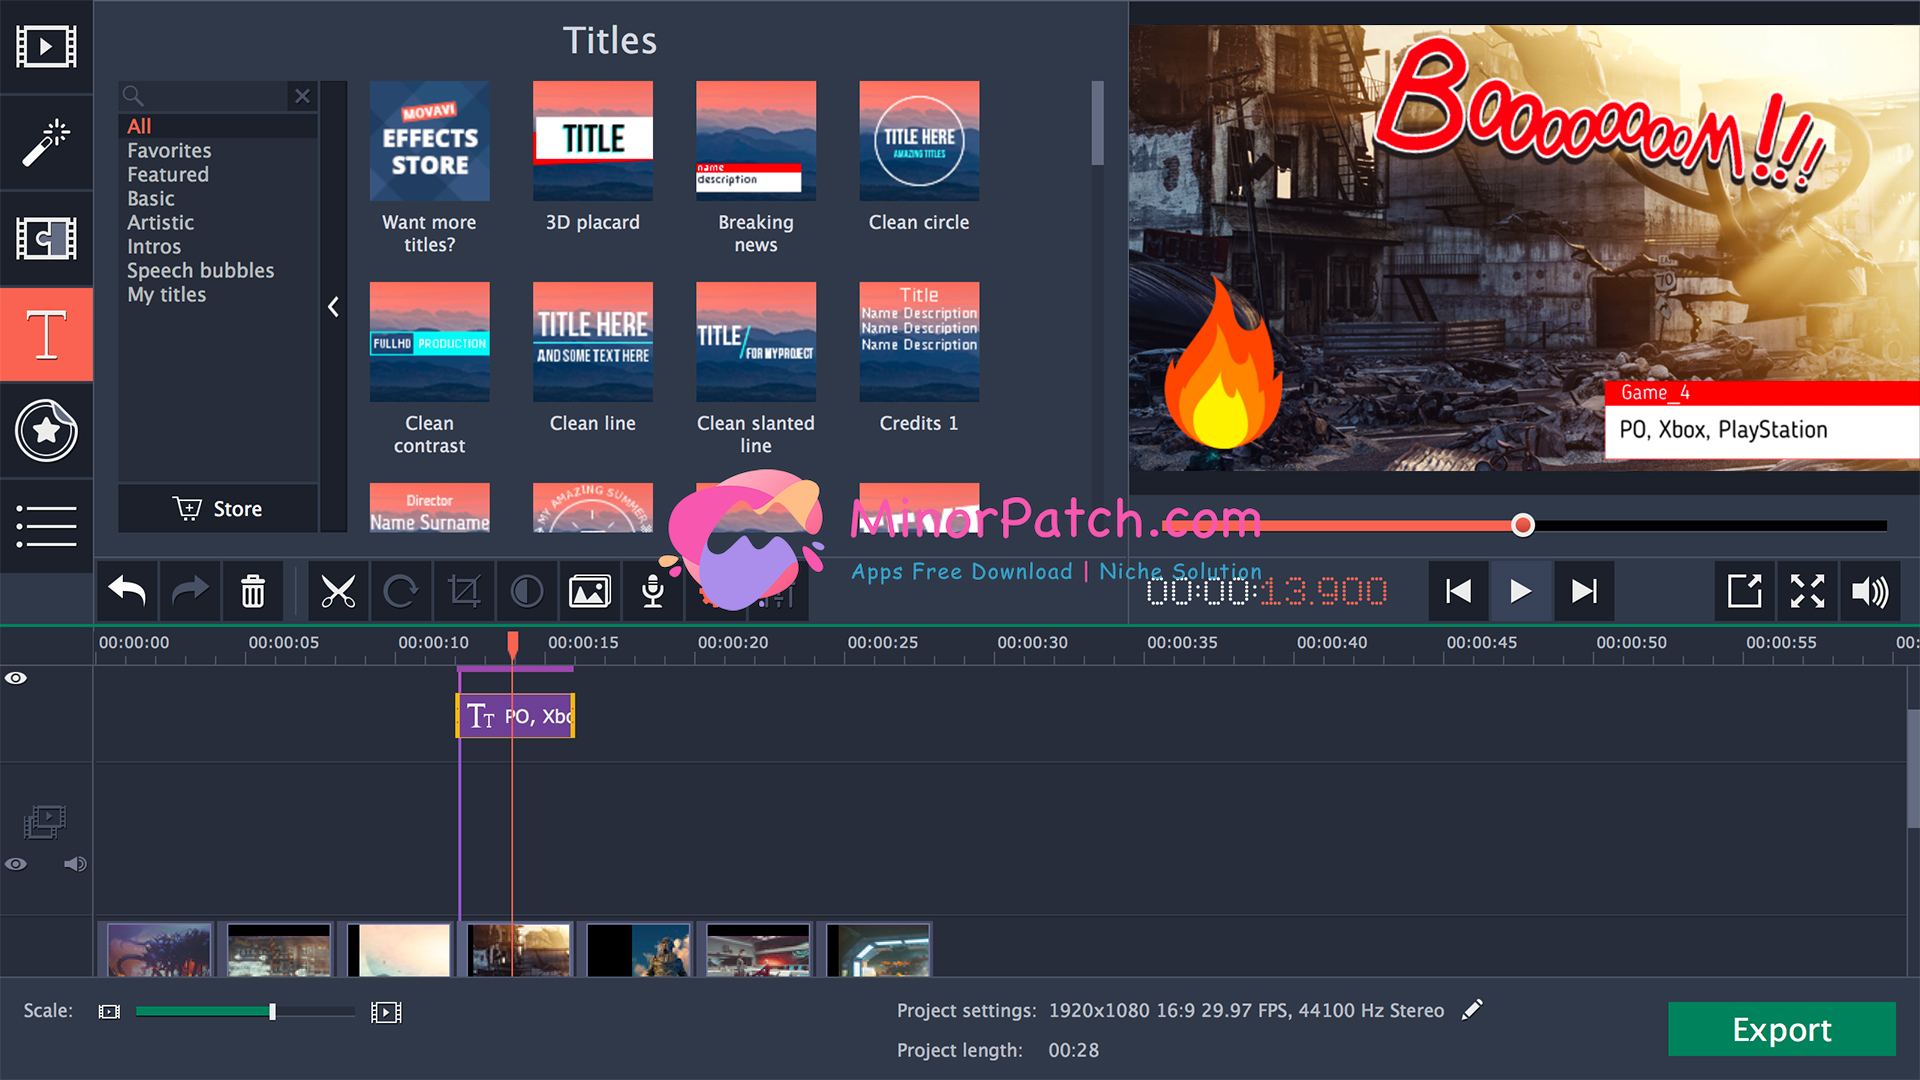 Titles
All
Favorites
Featured
Basic
Artistic
Intros
Speech bubbles
My titles
Store
MOVAVI
EFFECTS
STORE
Want more
titles?
TITLE
3D placard
name
description
Breaking
news
TITLE HERE
AMAZING TITLES
Clean circle
FULLHD PRODUCTION
Clean
contrast
TITLE HERE
AND SOME TEXT HERE
Clean line
TITLE/
FOR MY PROJECT
Clean slanted
line
Title
Name Description
Name Description
Name Description
Credits 1
Director
Name Surname
MY AMAZING SUMMER
Booooooooom!!!
70
Game_4
PO, Xbox, PlayStation
MinorPatch.com
Apps Free Download | Niche Solution
00:00:13.900
00:00:00
00:00:05
00:00:10
00:00:15
00:00:20
00:00:25
00:00:30
00:00:35
00:00:40
00:00:45
00:00:50
00:00:55
00:
Tт PO, Xbo
Scale:
Project settings: 1920x1080 16:9 29.97 FPS, 44100 Hz Stereo
Project length: 00:28
Export